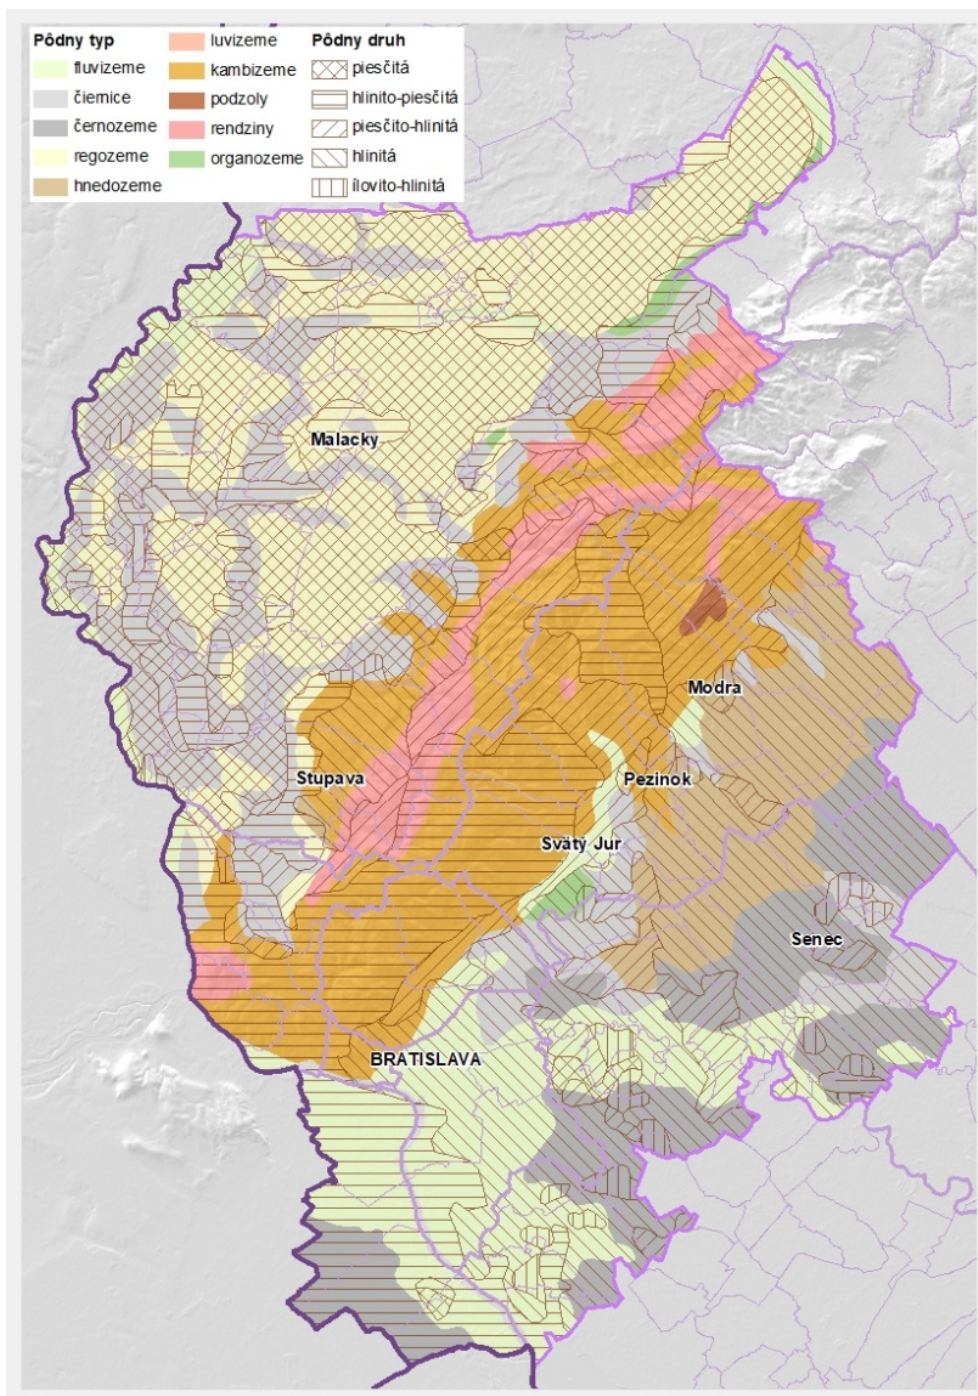 Pôdny typ
fluvizeme
čiernice
černozeme
regozeme
hnedozeme
luvizeme
kambizeme
podzoly
rendziny
organozeme
Pôdny druh
piesčitá
hlinito-piesčitá
piesčito-hlinitá
hlinitá
ílovito-hlinitá
Malacky
Modra
Stupava
Pezinok
Svätý Jur
Senec
BRATISLAVA